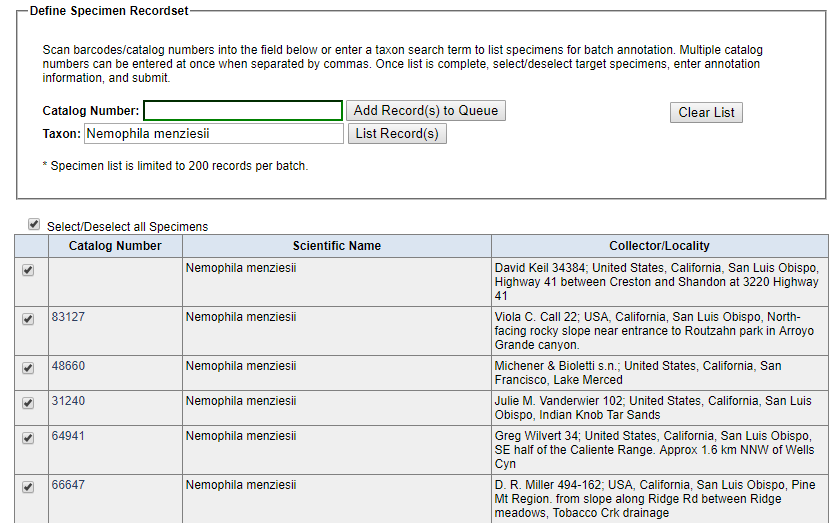 Define Specimen Recordset
Scan barcodes/catalog numbers into the field below or enter a taxon search term to list specimens for batch annotation. Multiple catalog
numbers can be entered at once when separated by commas. Once list is complete, select/deselect target specimens, enter annotation
information, and submit.
Catalog Number: Add Record(s) to Queue Clear List
Taxon: Nemophila menziesii List Record(s)
* Specimen list is limited to 200 records per batch.
Select/Deselect all Specimens
Catalog Number Scientific Name Collector/Locality
Nemophila menziesii David Keil 34384; United States, California, San Luis Obispo,
Highway 41 between Creston and Shandon at 3220 Highway
41
83127 Nemophila menziesii Viola C. Call 22; USA, California, San Luis Obispo, North-
facing rocky slope near entrance to Routzahn park in Arroyo
Grande canyon.
48660 Nemophila menziesii Michener & Bioletti s.n.; United States, California, San
Francisco, Lake Merced
31240 Nemophila menziesii Julie M. Vanderwier 102; United States, California, San Luis
Obispo, Indian Knob Tar Sands
64941 Nemophila menziesii Greg Wilvert 34; United States, California, San Luis Obispo,
SE half of the Caliente Range. Approx 1.6 km NNW of Wells
Cyn
66647 Nemophila menziesii D. R. Miller 494-162; USA, California, San Luis Obispo, Pine
Mt Region. from slope along Ridge Rd between Ridge
meadows, Tobacco Crk drainage